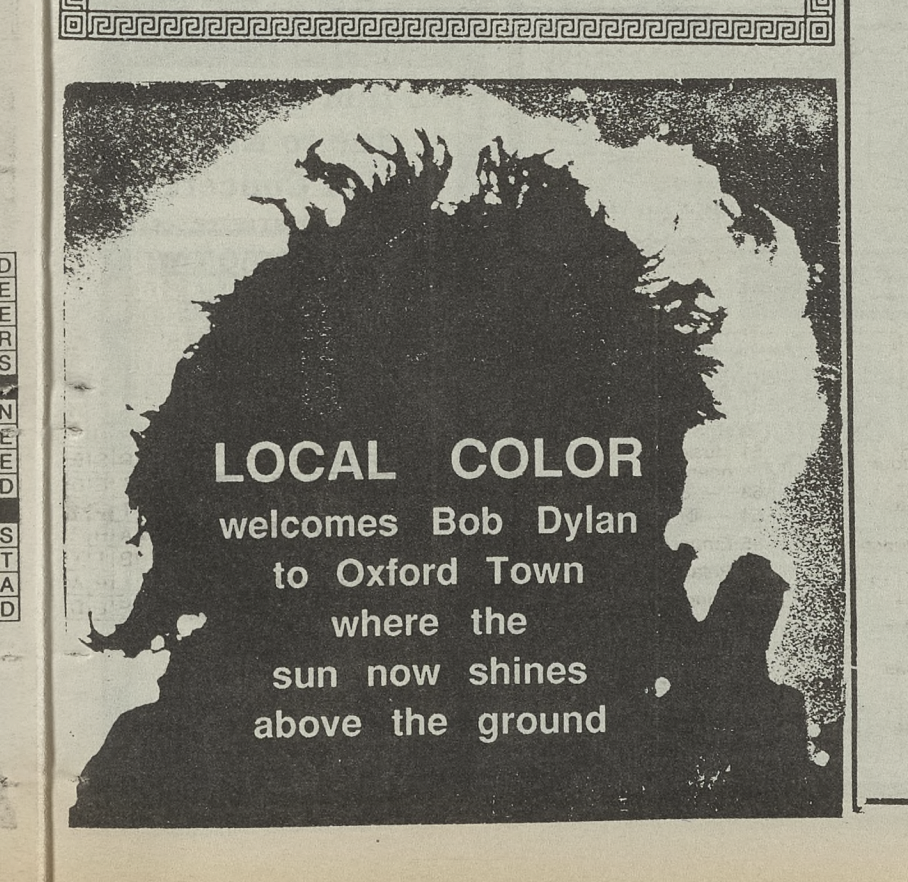 LOCAL COLOR
welcomes Bob Dylan
to Oxford Town
where the
sun now shines
above the ground
D
E
E
R
S
N
E
E
D
S
T
A
D